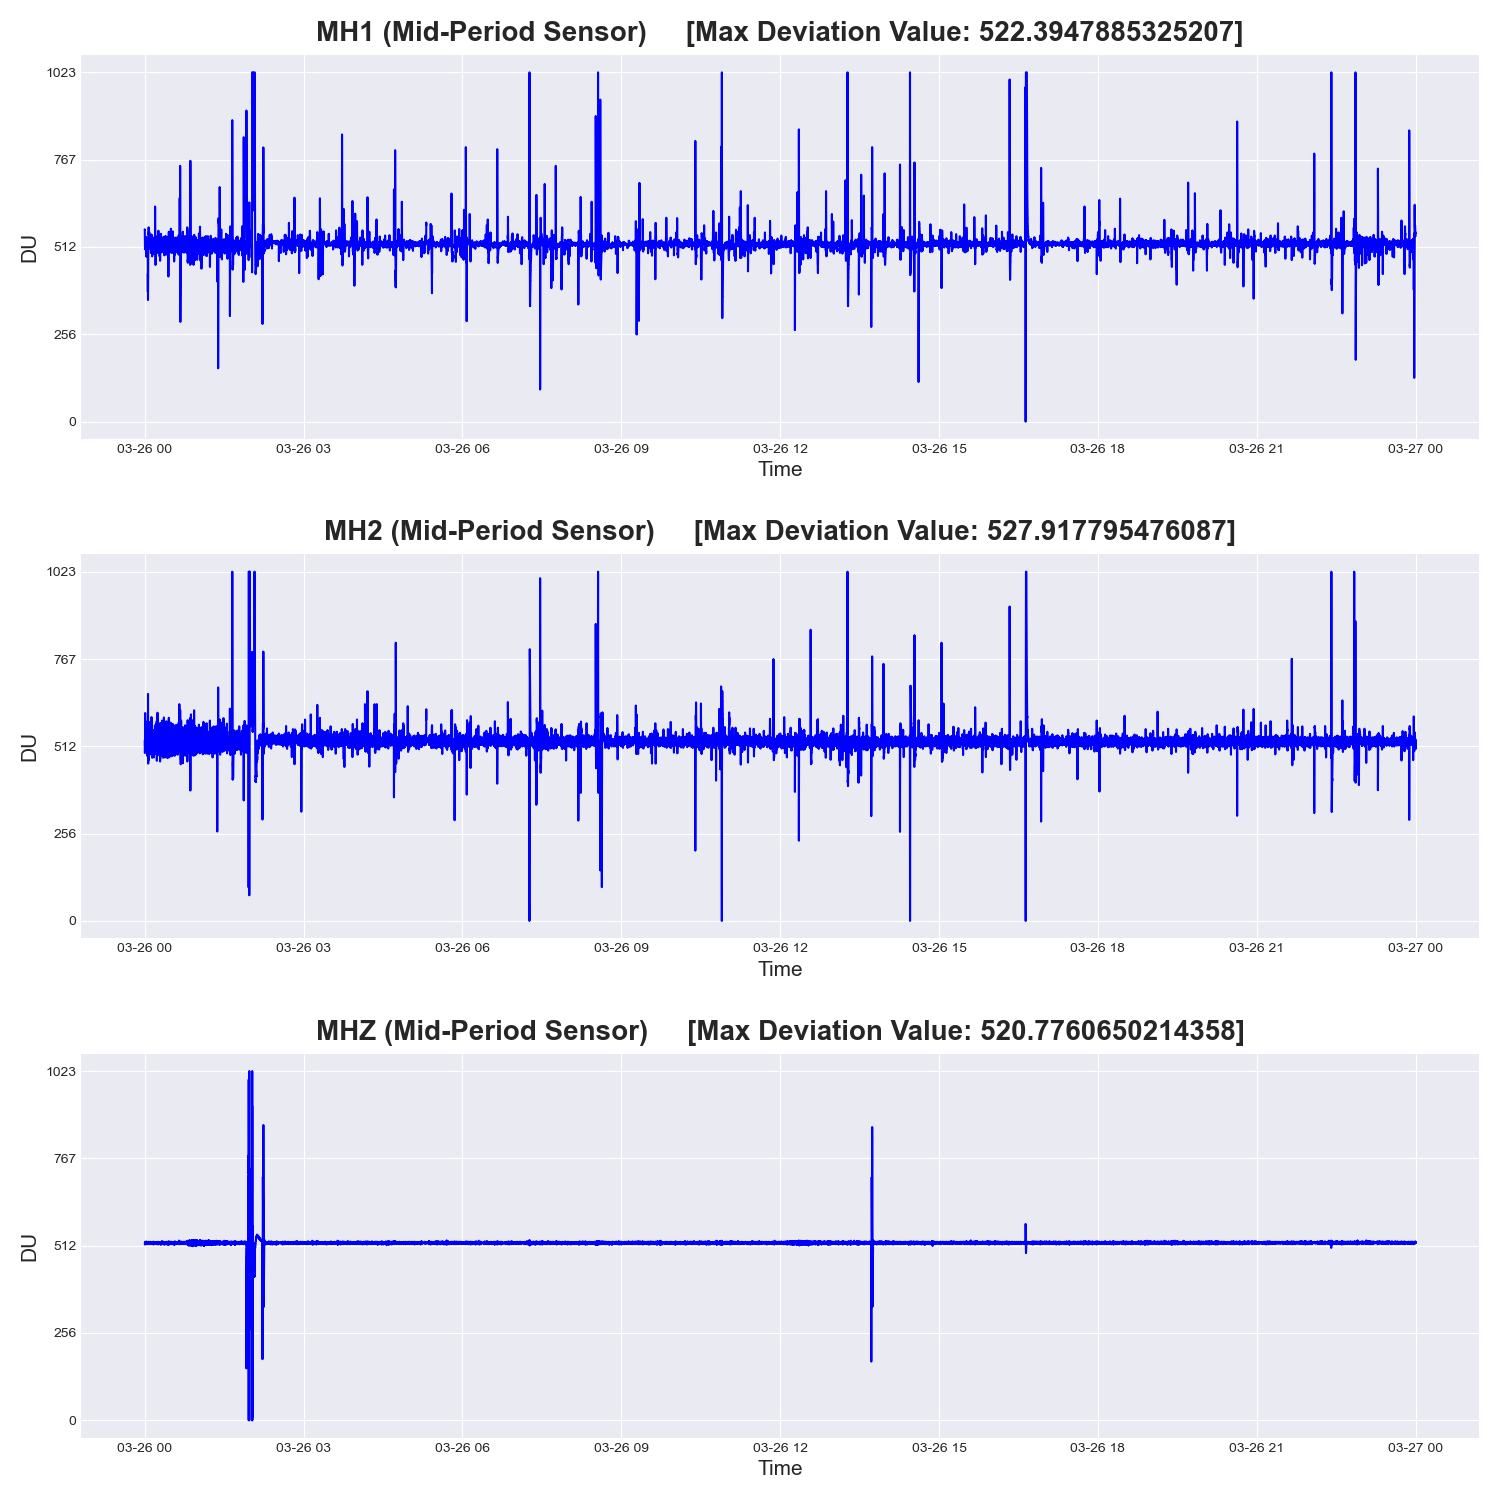 MH1 (Mid-Period Sensor) [Max Deviation Value: 522.3947885325207]
1023
767
512
256
0
DU
03-26 00 03-26 03 03-26 06 03-26 09 03-26 12 03-26 15 03-26 18 03-26 21 03-27 00
Time
MH2 (Mid-Period Sensor) [Max Deviation Value: 527.917795476087]
1023
767
512
256
0
DU
03-26 00 03-26 03 03-26 06 03-26 09 03-26 12 03-26 15 03-26 18 03-26 21 03-27 00
Time
MHZ (Mid-Period Sensor) [Max Deviation Value: 520.7760650214358]
1023
767
512
256
0
DU
03-26 00 03-26 03 03-26 06 03-26 09 03-26 12 03-26 15 03-26 18 03-26 21 03-27 00
Time